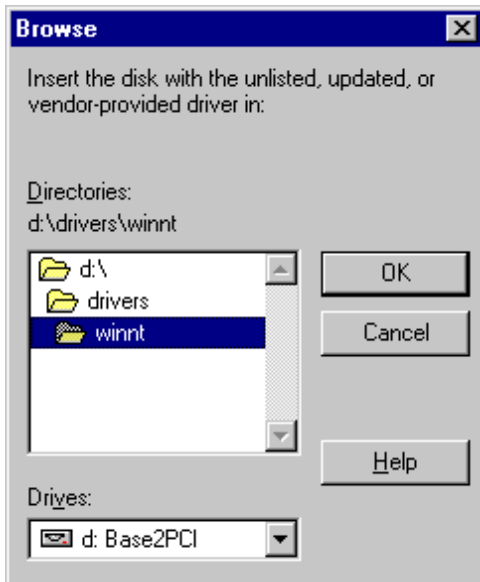 Browse
Insert the disk with the unlisted, updated, or
vendor-provided driver in:
Directories:
d:\drivers\winnt
d:\
drivers
winnt
OK
Cancel
Help
Drives:
d: Base2PCI